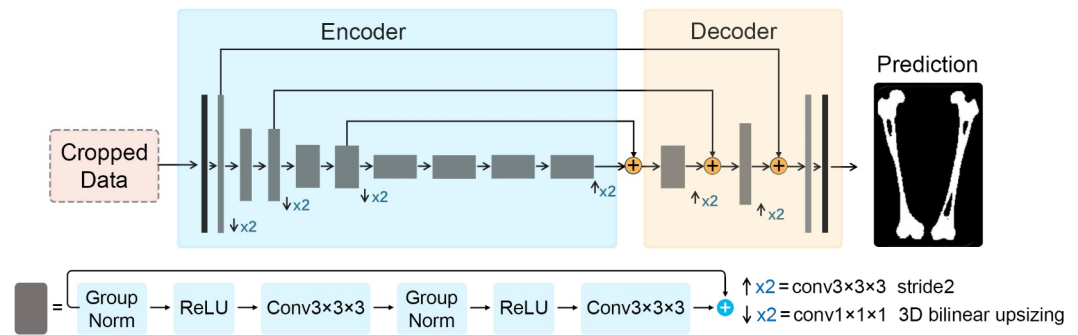 Encoder
Decoder
Prediction
Cropped
Data
↓x2
↓x2
↓x2
↑x2
↑x2
↑x2
+
+
+
=
Group
Norm
ReLU
Conv3×3×3
Group
Norm
ReLU
Conv3×3×3
+
↑ x2=conv3×3×3 stride2
↓ x2=conv1×1×1 3D bilinear upsizing